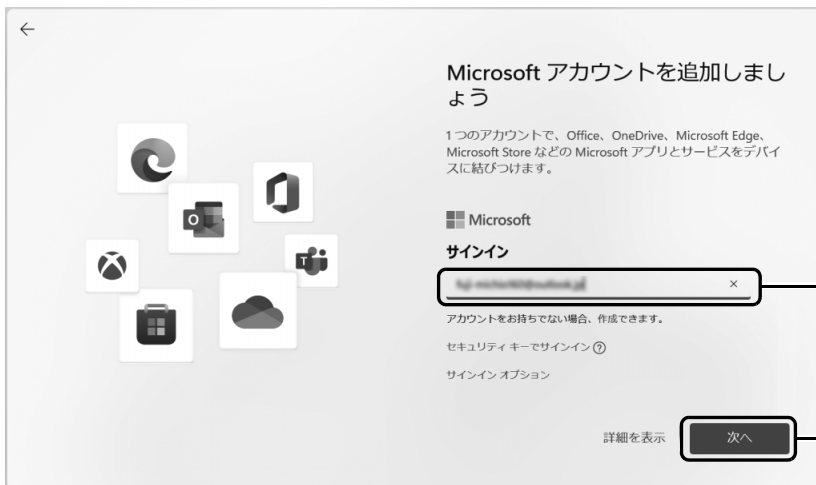 Microsoft アカウントを追加しまし
ょう
1 つのアカウントで、Office、OneDrive、Microsoft Edge、
Microsoft Store などの Microsoft アプリとサービスをデバイ
スに結びつけます。
Microsoft
サインイン
アカウントをお持ちでない場合、作成できます。
セキュリティ キーでサインイン
サインイン オプション
詳細を表示
次へ